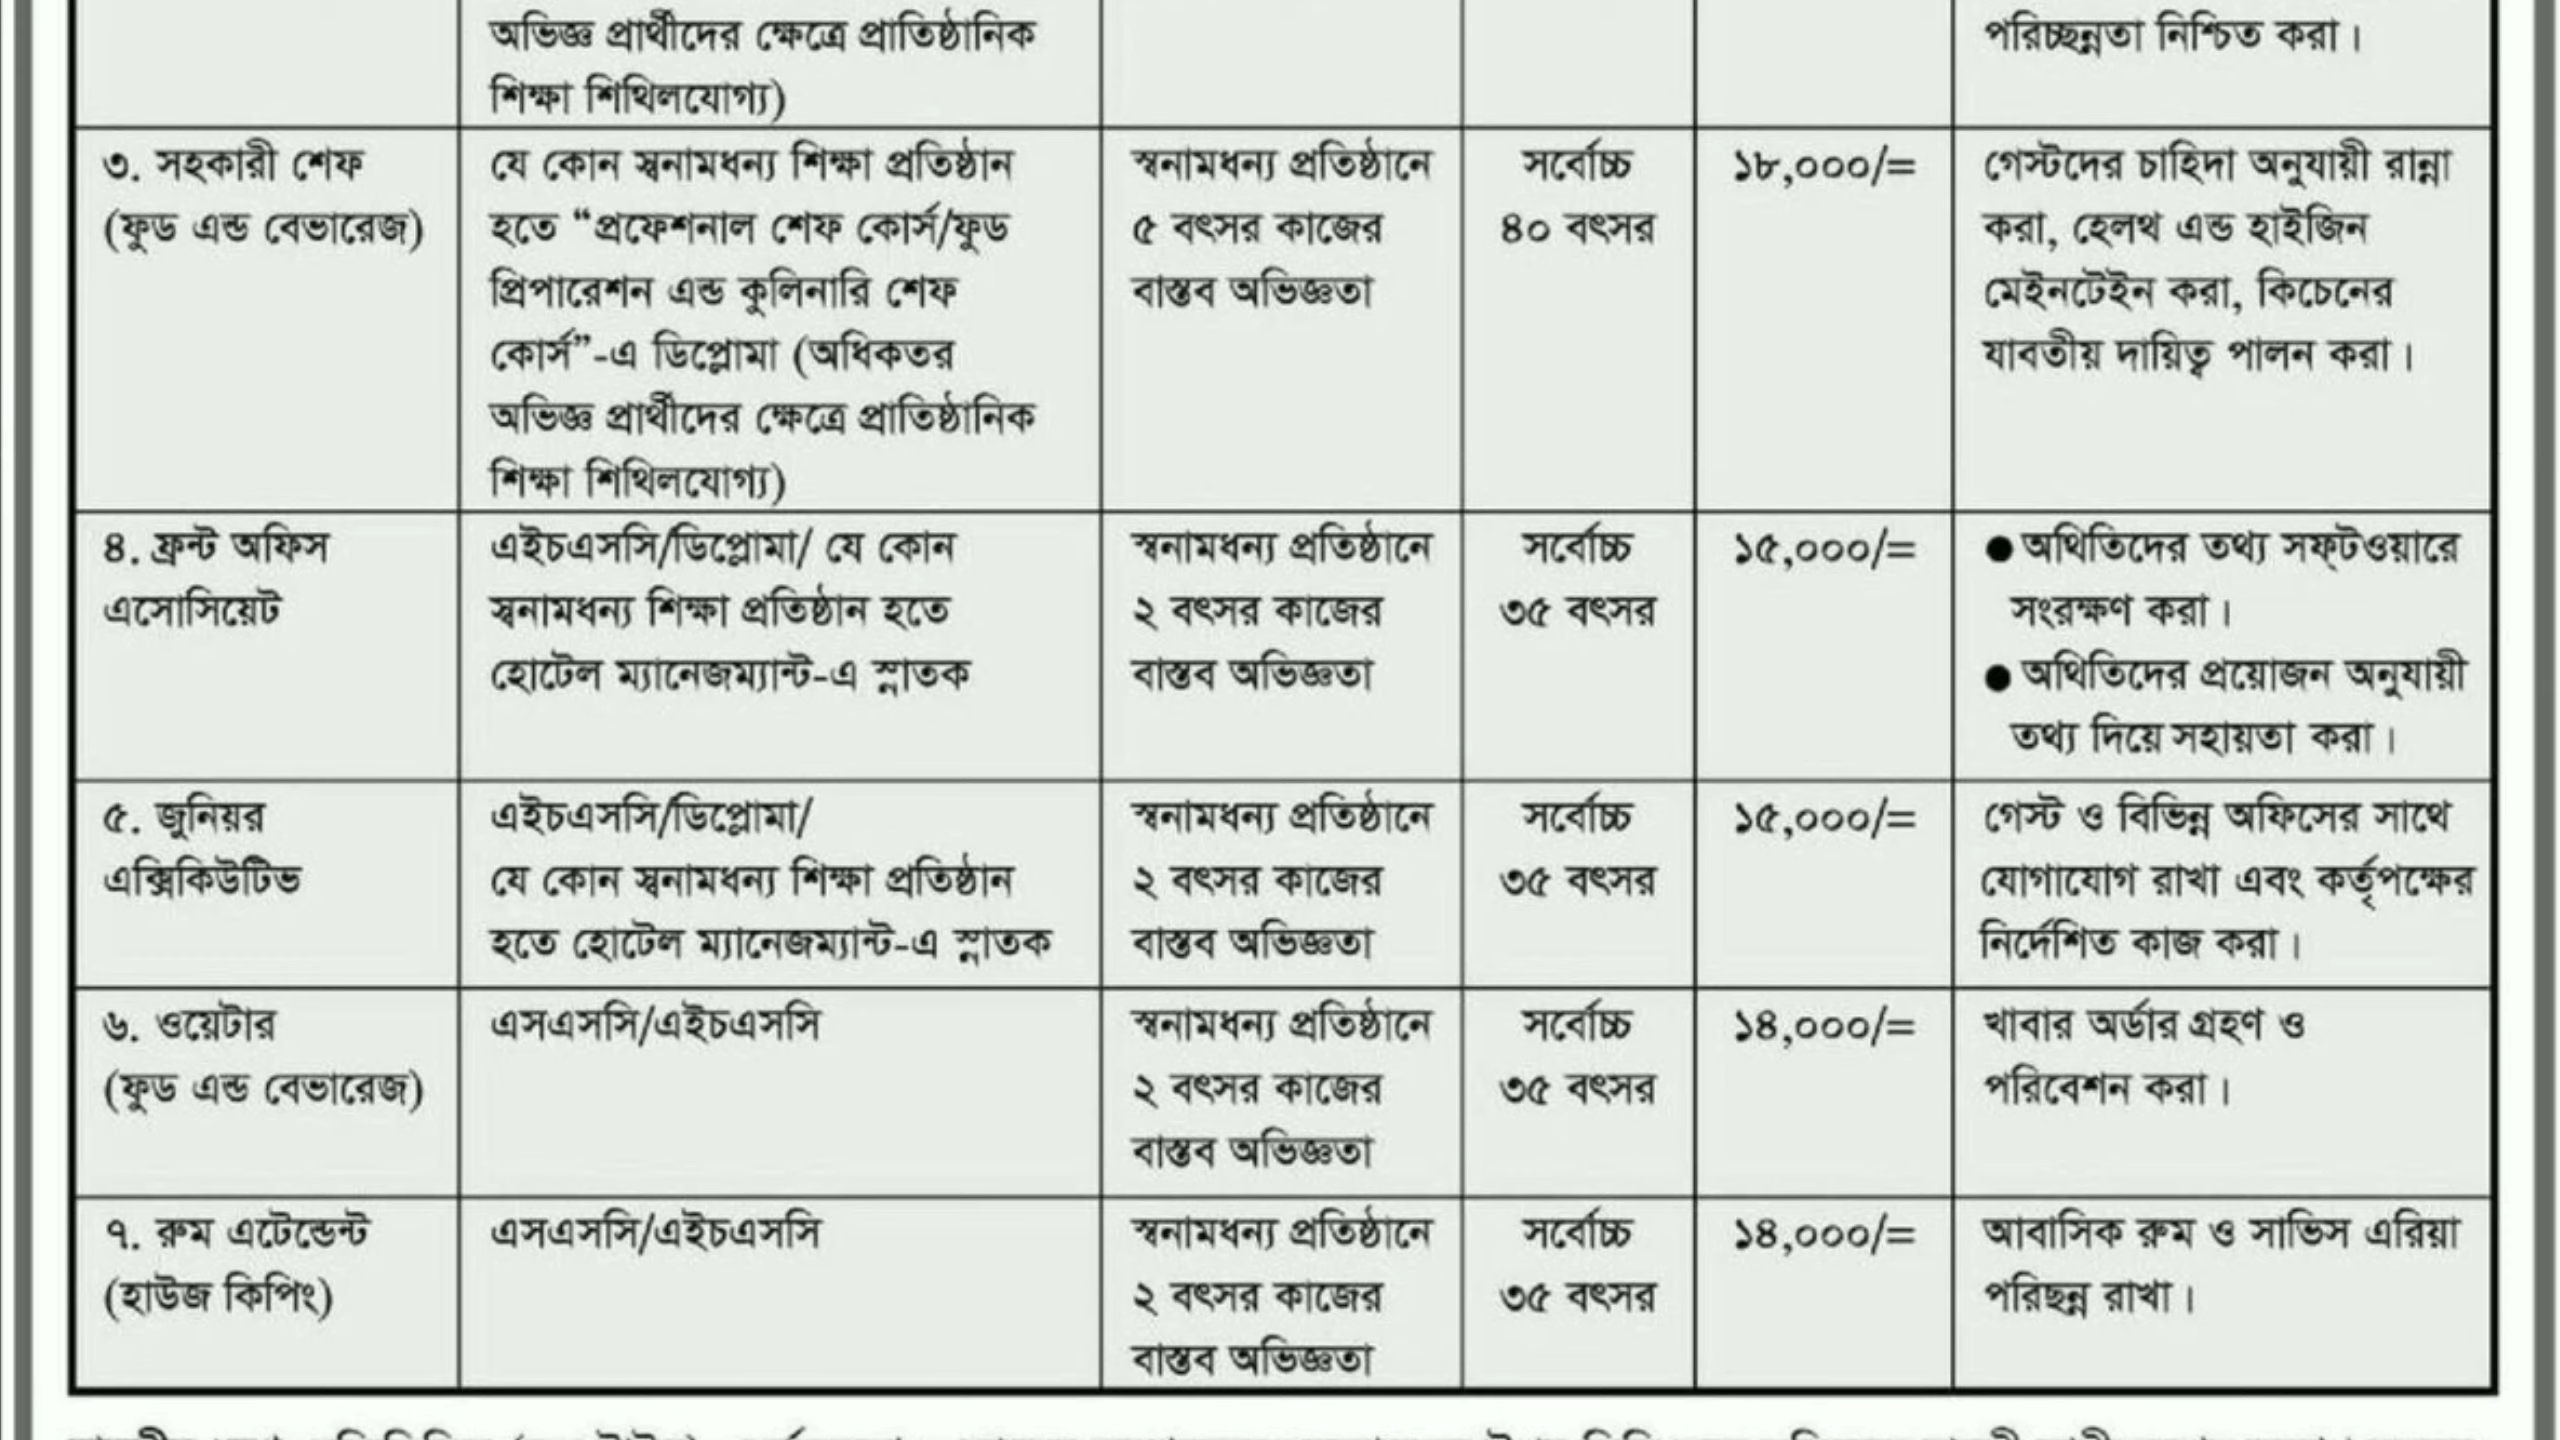 অভিজ্ঞ প্রার্থীদের ক্ষেত্রে প্রাতিষ্ঠানিক
শিক্ষা শিথিলযোগ্য)
পরিচ্ছন্নতা নিশ্চিত করা।
৩. সহকারী শেফ
(ফুড এন্ড বেভারেজ)
যে কোন স্বনামধন্য শিক্ষা প্রতিষ্ঠান
হতে “প্রফেশনাল শেফ কোর্স/ফুড
প্রিপারেশন এন্ড কুলিনারি শেফ
কোর্স”-এ ডিপ্লোমা (অধিকতর
অভিজ্ঞ প্রার্থীদের ক্ষেত্রে প্রাতিষ্ঠানিক
শিক্ষা শিথিলযোগ্য)
স্বনামধন্য প্রতিষ্ঠানে
৫ বৎসর কাজের
বাস্তব অভিজ্ঞতা
সর্বোচ্চ
৪০ বৎসর
১৮,০০০/=
গেস্টদের চাহিদা অনুযায়ী রান্না
করা, হেলথ এন্ড হাইজিন
মেইনটেইন করা, কিচেনের
যাবতীয় দায়িত্ব পালন করা।
৪. ফ্রন্ট অফিস
এসোসিয়েট
এইচএসসি/ডিপ্লোমা/ যে কোন
স্বনামধন্য শিক্ষা প্রতিষ্ঠান হতে
হোটেল ম্যানেজম্যান্ট-এ স্নাতক
স্বনামধন্য প্রতিষ্ঠানে
২ বৎসর কাজের
বাস্তব অভিজ্ঞতা
সর্বোচ্চ
৩৫ বৎসর
১৫,০০০/=
● অথিতিদের তথ্য সফ্‌টওয়ারে
সংরক্ষণ করা।
● অথিতিদের প্রয়োজন অনুযায়ী
তথ্য দিয়ে সহায়তা করা।
৫. জুনিয়র
এক্সিকিউটিভ
এইচএসসি/ডিপ্লোমা/
যে কোন স্বনামধন্য শিক্ষা প্রতিষ্ঠান
হতে হোটেল ম্যানেজম্যান্ট-এ স্নাতক
স্বনামধন্য প্রতিষ্ঠানে
২ বৎসর কাজের
বাস্তব অভিজ্ঞতা
সর্বোচ্চ
৩৫ বৎসর
১৫,০০০/=
গেস্ট ও বিভিন্ন অফিসের সাথে
যোগাযোগ রাখা এবং কর্তৃপক্ষের
নির্দেশিত কাজ করা।
৬. ওয়েটার
(ফুড এন্ড বেভারেজ)
এসএসসি/এইচএসসি
স্বনামধন্য প্রতিষ্ঠানে
২ বৎসর কাজের
বাস্তব অভিজ্ঞতা
সর্বোচ্চ
৩৫ বৎসর
১৪,০০০/=
খাবার অর্ডার গ্রহণ ও
পরিবেশন করা।
৭. রুম এটেন্ডেন্ট
(হাউজ কিপিং)
এসএসসি/এইচএসসি
স্বনামধন্য প্রতিষ্ঠানে
২ বৎসর কাজের
বাস্তব অভিজ্ঞতা
সর্বোচ্চ
৩৫ বৎসর
১৪,০০০/=
আবাসিক রুম ও সার্ভিস এরিয়া
পরিছন্ন রাখা।